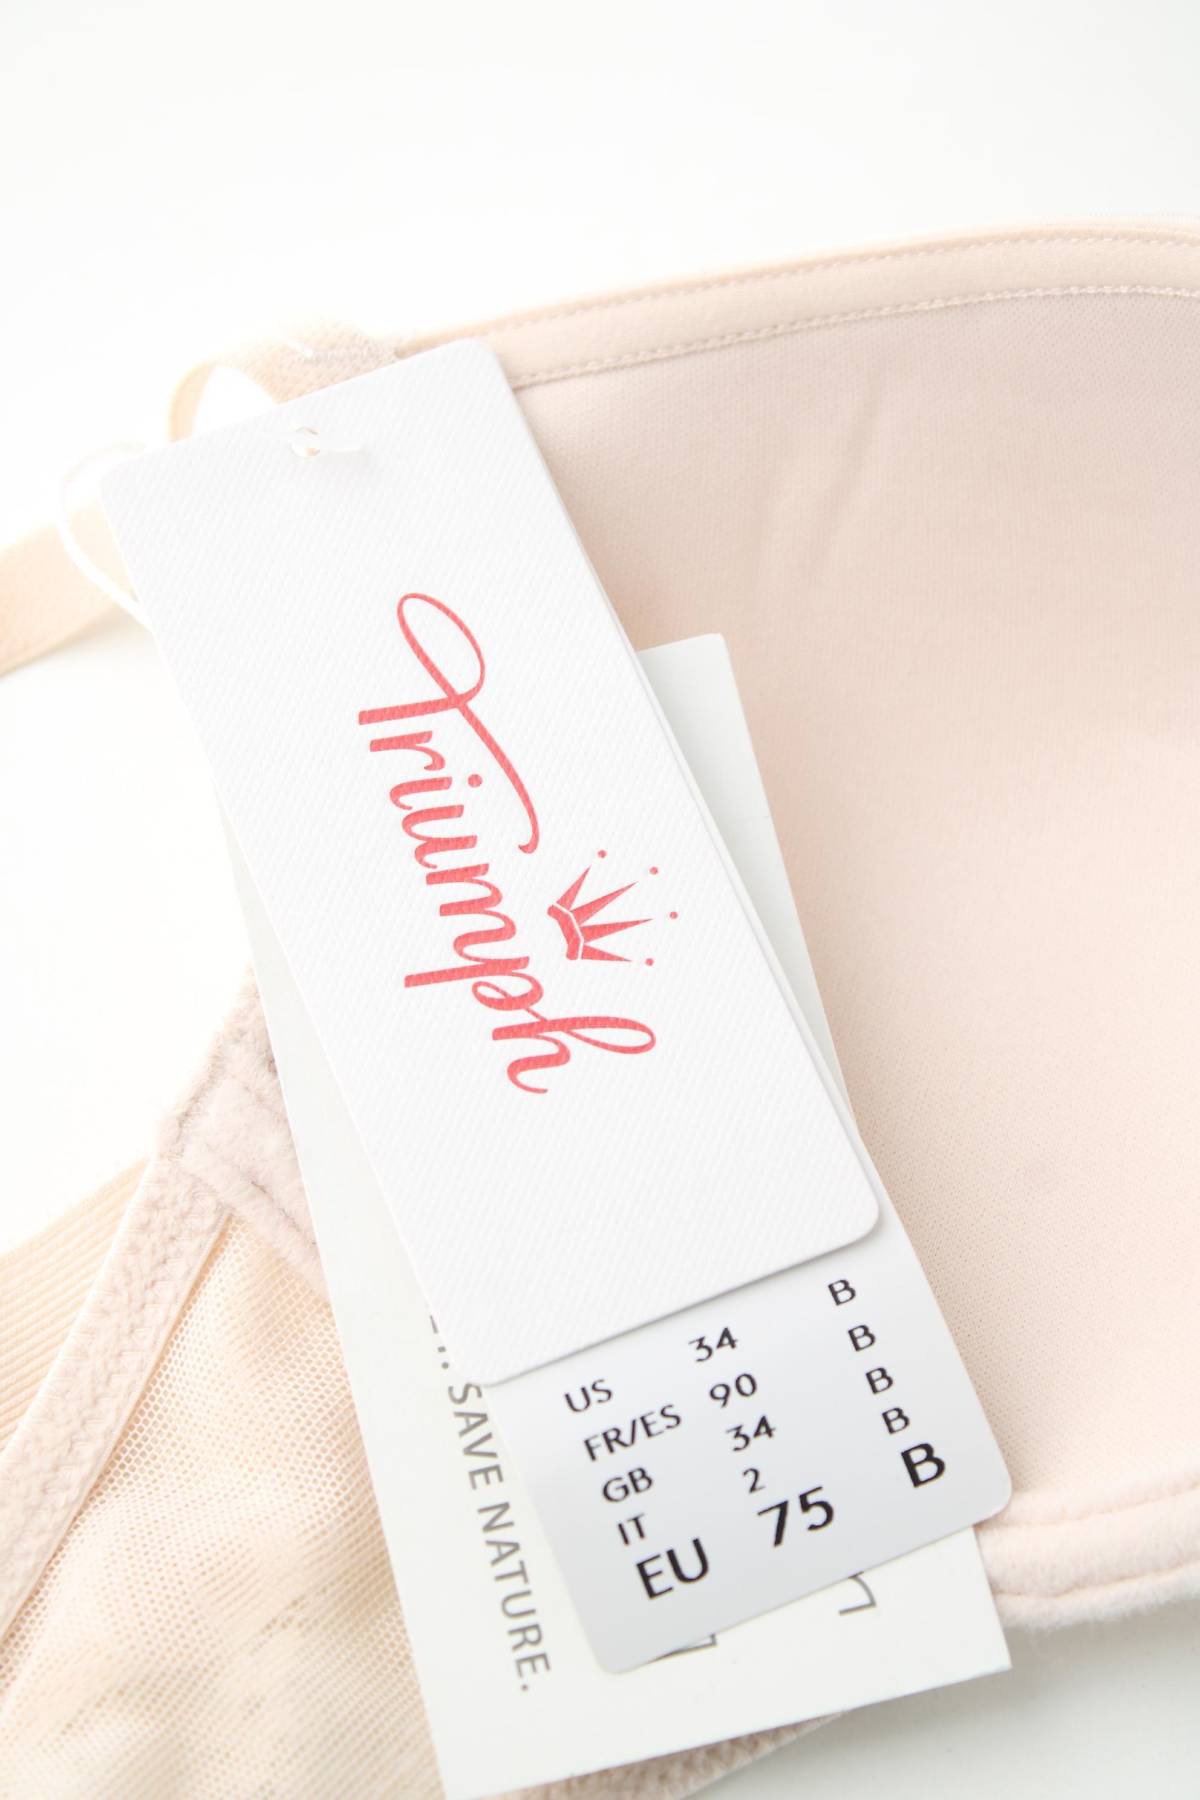 Triumph
US 34 B
FR/ES 90 B
GB 34 B
IT 2 B
EU 75 B
SAVE NATURE.